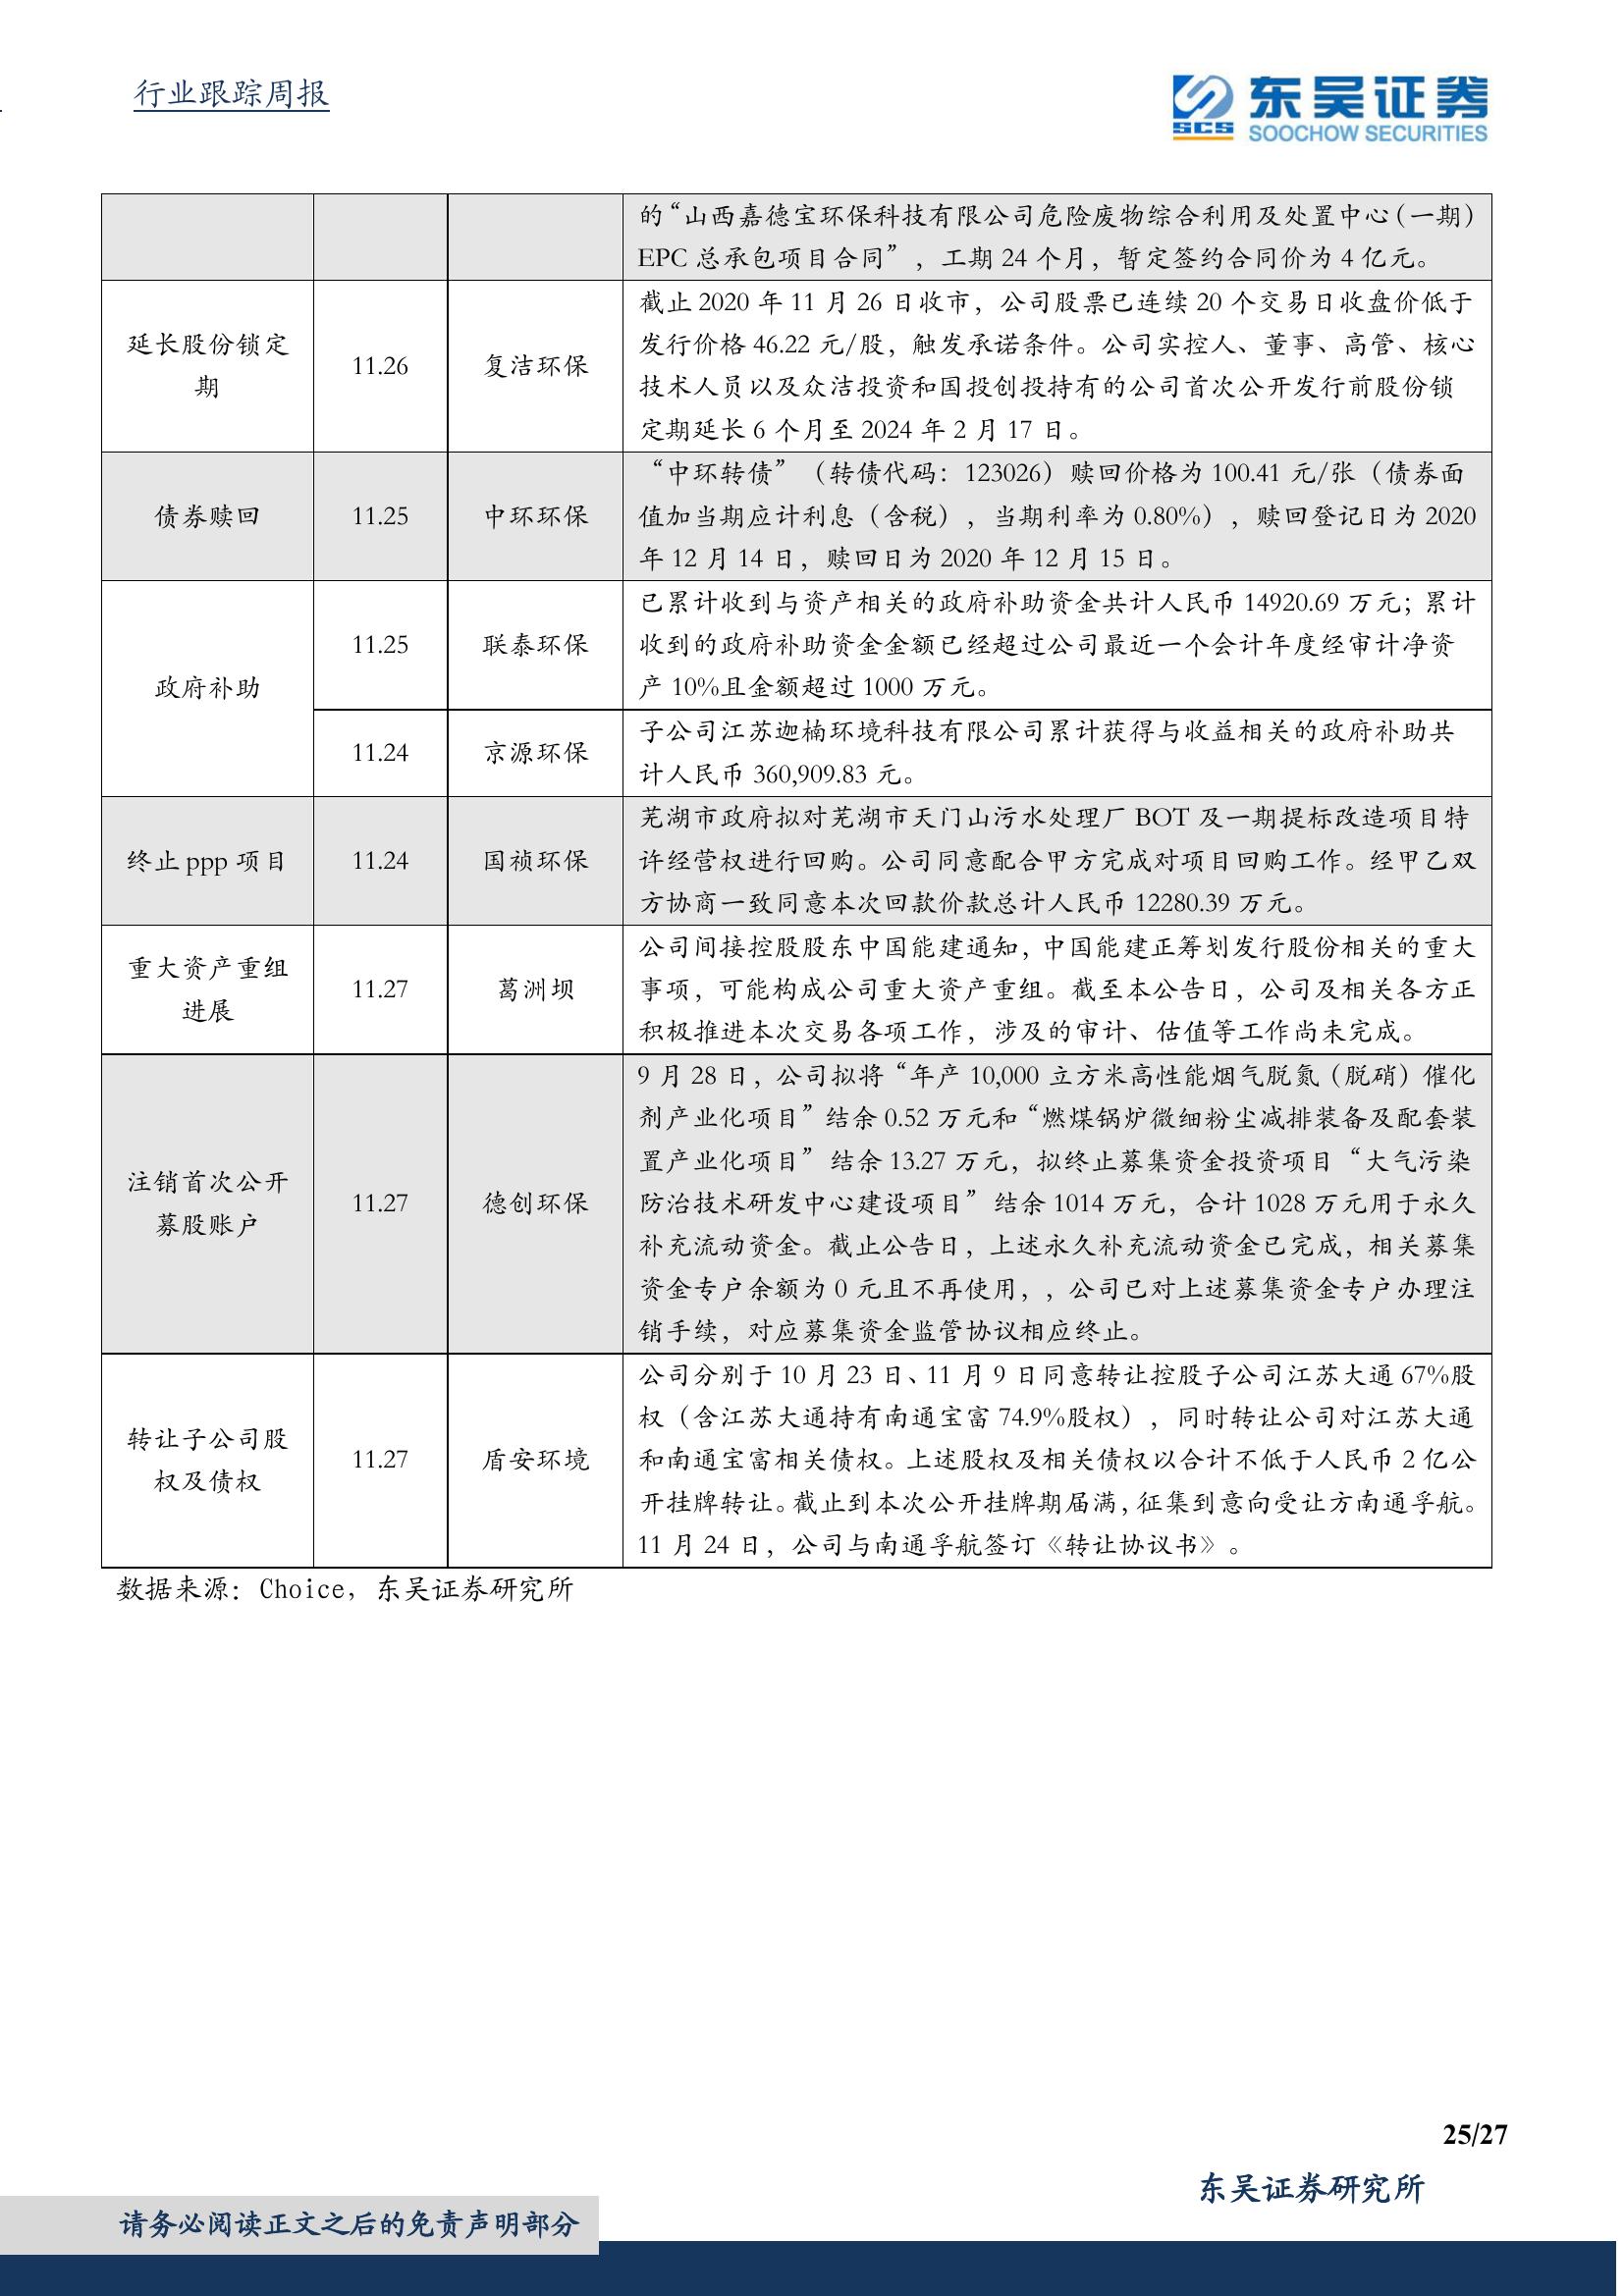 行业跟踪周报
SCS
东吴证券
SOOCHOW SECURITIES
的“山西嘉德宝环保科技有限公司危险废物综合利用及处置中心（一期）
EPC 总承包项目合同”，工期 24 个月，暂定签约合同价为 4 亿元。
延长股份锁定
期
11.26
复洁环保
截止 2020 年 11 月 26 日收市，公司股票已连续 20 个交易日收盘价低于
发行价格 46.22 元/股，触发承诺条件。公司实控人、董事、高管、核心
技术人员以及众洁投资和国投创投持有的公司首次公开发行前股份锁
定期延长 6 个月至 2024 年 2 月 17 日。
债券赎回
11.25
中环环保
“中环转债”（转债代码：123026）赎回价格为 100.41 元/张（债券面
值加当期应计利息（含税），当期利率为 0.80%），赎回登记日为 2020
年 12 月 14 日，赎回日为 2020 年 12 月 15 日。
政府补助
11.25
联泰环保
已累计收到与资产相关的政府补助资金共计人民币 14920.69 万元；累计
收到的政府补助资金金额已经超过公司最近一个会计年度经审计净资
产 10%且金额超过 1000 万元。
11.24
京源环保
子公司江苏迦楠环境科技有限公司累计获得与收益相关的政府补助共
计人民币 360,909.83 元。
终止 ppp 项目
11.24
国祯环保
芜湖市政府拟对芜湖市天门山污水处理厂 BOT 及一期提标改造项目特
许经营权进行回购。公司同意配合甲方完成对项目回购工作。经甲乙双
方协商一致同意本次回款价款总计人民币 12280.39 万元。
重大资产重组
进展
11.27
葛洲坝
公司间接控股股东中国能建通知，中国能建正筹划发行股份相关的重大
事项，可能构成公司重大资产重组。截至本公告日，公司及相关各方正
积极推进本次交易各项工作，涉及的审计、估值等工作尚未完成。
注销首次公开
募股账户
11.27
德创环保
9 月 28 日，公司拟将“年产 10,000 立方米高性能烟气脱氮（脱硝）催化
剂产业化项目”结余 0.52 万元和“燃煤锅炉微细粉尘减排装备及配套装
置产业化项目”结余 13.27 万元，拟终止募集资金投资项目“大气污染
防治技术研发中心建设项目”结余 1014 万元，合计 1028 万元用于永久
补充流动资金。截止公告日，上述永久补充流动资金已完成，相关募集
资金专户余额为 0 元且不再使用，，公司已对上述募集资金专户办理注
销手续，对应募集资金监管协议相应终止。
转让子公司股
权及债权
11.27
盾安环境
公司分别于 10 月 23 日、11 月 9 日同意转让控股子公司江苏大通 67%股
权（含江苏大通持有南通宝富 74.9%股权），同时转让公司对江苏大通
和南通宝富相关债权。上述股权及相关债权以合计不低于人民币 2 亿公
开挂牌转让。截止到本次公开挂牌期届满，征集到意向受让方南通孚航。
11 月 24 日，公司与南通孚航签订《转让协议书》。
数据来源：Choice，东吴证券研究所
25/27
东吴证券研究所
请务必阅读正文之后的免责声明部分